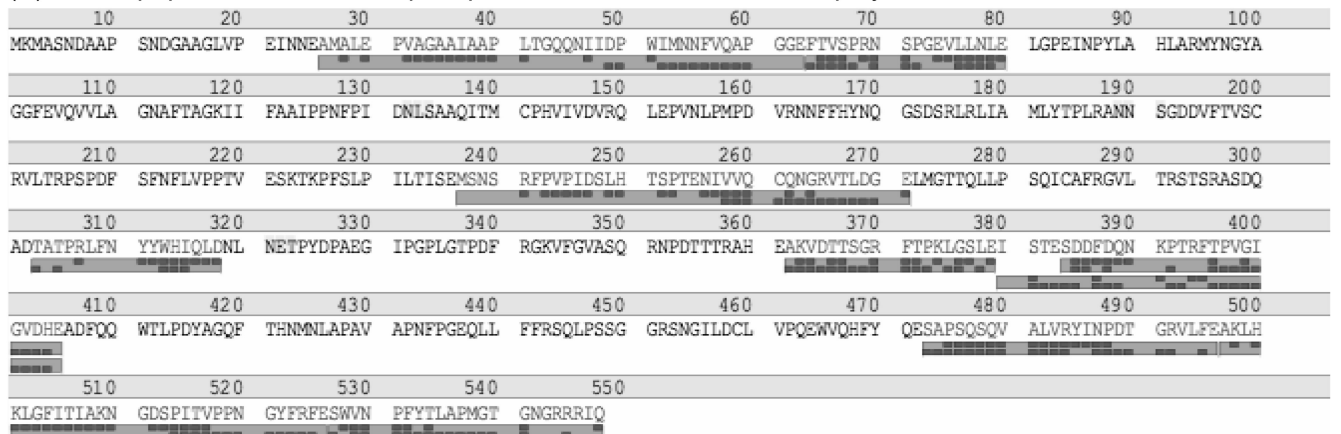 10 20 30 40 50 60 70 80 90 100
MKMASNDAAP SNDGAAGLVP EINNEAMALE PVAGAAIAAP LTGQQNIIDP WIMNNFVQAP GGEFTVSPRN SPGEVLLNLE LGPEINPYLA HLARMYNGYA
110 120 130 140 150 160 170 180 190 200
GGFEVQVVLA GNAFTAGKII FAAIPPNFPI DNLSAAQITM CPHVIVDVRQ LEPVNLPMPD VRNNFFHYNQ GSDSRLRLIA MLYTPLRANN SGDDVFTVSC
210 220 230 240 250 260 270 280 290 300
RVLTRPSPDF SFNFLVPPTV ESKTKPFSLP ILTISEMSNS RFPVPIDSLH TSPTENIVVQ CQNGRVTLDG ELMGTTQLLP SQICAFRGVL TRSTSRASDQ
310 320 330 340 350 360 370 380 390 400
ADTATPRLFN YYWHIQLDNL NETPYDPAEG IPGPLGTPDF RGKVFGVASQ RNPDTTTRAH EAKVDTTSGR FTPKLGSLEI STESDDFDQN KPTRFTPVGI
410 420 430 440 450 460 470 480 490 500
GVDHEADFQQ WTLPDYAGQF THNMNLAPAV APNFPGEQLL FFRSQLPSSG GRSNGILDCL VPQEWVQHFY QESAPSQSQV ALVRYINPDT GRVLFEAKLH
510 520 530 540 550
KLGFITIAKN GDSPITVPPN GYFRFESWVN PFYTLAPMGT GNGRRRIQ